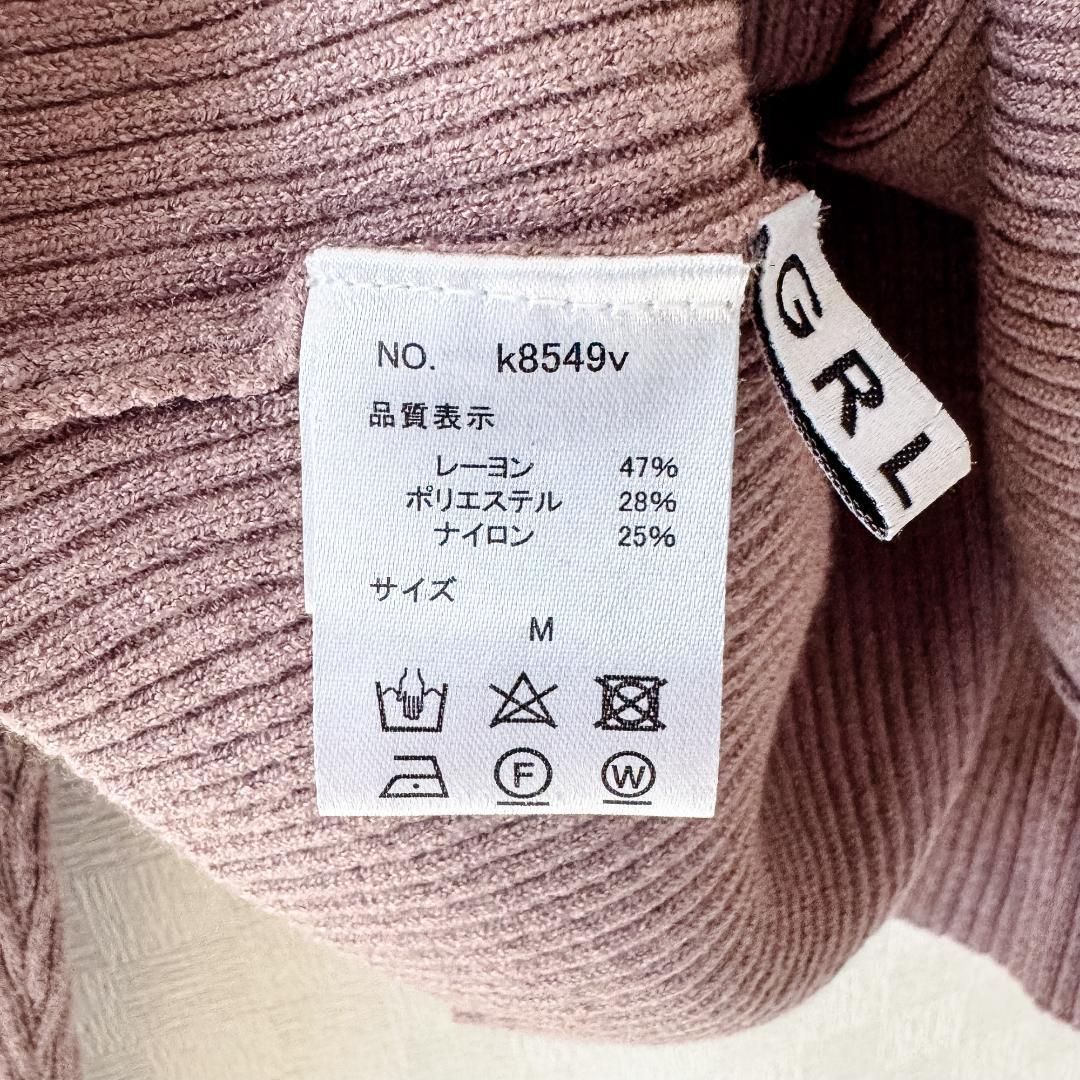 NO. k8549v
品質表示
レーヨン 47%
ポリエステル 28%
ナイロン 25%
サイズ
M
F W
GRL